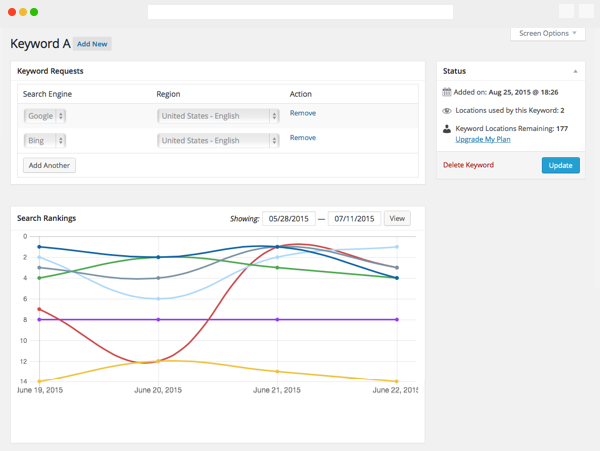 Screen Options
Keyword A Add New
Keyword Requests
Search Engine Region Action
Google United States - English Remove
Bing United States - English Remove
Add Another
Status
Added on: Aug 25, 2015 @ 18:26
Locations used by this Keyword: 2
Keyword Locations Remaining: 177
Upgrade My Plan
Delete Keyword Update
Search Rankings Showing: 05/28/2015 — 07/11/2015 View
0
2
4
6
8
10
12
14
June 19, 2015 June 20, 2015 June 21, 2015 June 22, 2015